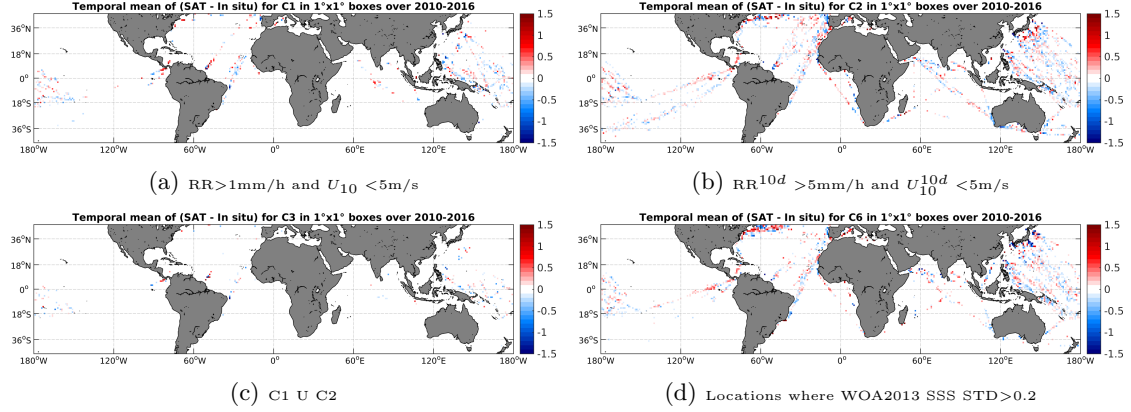 Temporal mean of (SAT - In situ) for C1 in 1°x1° boxes over 2010-2016
36°N
18°N
0°
18°S
36°S
180°W 120°W 60°W 0° 60°E 120°E 180°W
1.5
1
0.5
0
-0.5
-1
-1.5
(a) RR>1mm/h and U10 <5m/s
Temporal mean of (SAT - In situ) for C2 in 1°x1° boxes over 2010-2016
36°N
18°N
0°
18°S
36°S
180°W 120°W 60°W 0° 60°E 120°E 180°W
1.5
1
0.5
0
-0.5
-1
-1.5
(b) RR^10d >5mm/h and U10^10d <5m/s
Temporal mean of (SAT - In situ) for C3 in 1°x1° boxes over 2010-2016
36°N
18°N
0°
18°S
36°S
180°W 120°W 60°W 0° 60°E 120°E 180°W
1.5
1
0.5
0
-0.5
-1
-1.5
(c) C1 U C2
Temporal mean of (SAT - In situ) for C6 in 1°x1° boxes over 2010-2016
36°N
18°N
0°
18°S
36°S
180°W 120°W 60°W 0° 60°E 120°E 180°W
1.5
1
0.5
0
-0.5
-1
-1.5
(d) Locations where WOA2013 SSS STD>0.2